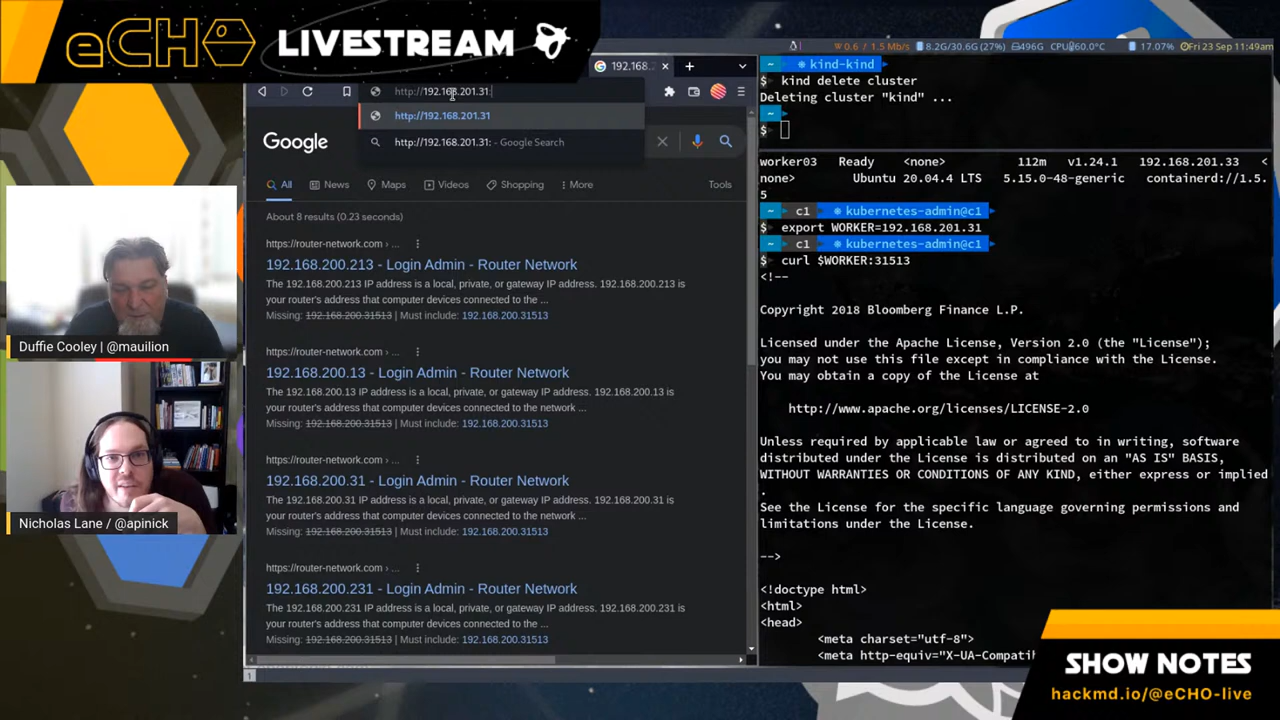 eCHO LIVESTREAM
Duffie Cooley | @mauilion
Nicholas Lane / @apinick
192.168.2
http://192.168.201.31:
http://192.168.201.31
http://192.168.201.31: - Google Search
Google
All
News
Maps
Videos
Shopping
More
Tools
About 8 results (0.23 seconds)
https://router-network.com › ...
192.168.200.213 - Login Admin - Router Network
The 192.168.200.213 IP address is a local, private, or gateway IP address. 192.168.200.213 is
your router's address that computer devices connected to the network ...
Missing: 192.168.200.31513 | Must include: 192.168.200.31513
https://router-network.com › ...
192.168.200.13 - Login Admin - Router Network
The 192.168.200.13 IP address is a local, private, or gateway IP address. 192.168.200.13 is
your router's address that computer devices connected to the network ...
Missing: 192.168.200.31513 | Must include: 192.168.200.31513
https://router-network.com › ...
192.168.200.31 - Login Admin - Router Network
The 192.168.200.31 IP address is a local, private, or gateway IP address. 192.168.200.31 is
your router's address that computer devices connected to the network ...
Missing: 192.168.200.31513 | Must include: 192.168.200.31513
https://router-network.com › ...
192.168.200.231 - Login Admin - Router Network
The 192.168.200.231 IP address is a local, private, or gateway IP address. 192.168.200.231 is
your router's address that computer devices connected to the network ...
Missing: 192.168.200.31513 | Must include: 192.168.200.31513
1
0.6 / 1.5 Mb/s 8.2G/30.6G (27%) 496G CPU 60.0°C 17.07% Fri 23 Sep 11:49am
~ kind-kind
$ kind delete cluster
Deleting cluster "kind" ...
~
$
worker03 Ready <none> 112m v1.24.1 192.168.201.33 <
none> Ubuntu 20.04.4 LTS 5.15.0-48-generic containerd://1.5.
5
~ c1 kubernetes-admin@c1
$ export WORKER=192.168.201.31
~ c1 kubernetes-admin@c1
$ curl $WORKER:31513
<!--
Copyright 2018 Bloomberg Finance L.P.
Licensed under the Apache License, Version 2.0 (the "License");
you may not use this file except in compliance with the License.
You may obtain a copy of the License at
http://www.apache.org/licenses/LICENSE-2.0
Unless required by applicable law or agreed to in writing, software
distributed under the License is distributed on an "AS IS" BASIS,
WITHOUT WARRANTIES OR CONDITIONS OF ANY KIND, either express or implied
.
See the License for the specific language governing permissions and
limitations under the License.
-->
<!doctype html>
<html>
<head>
<meta charset="utf-8">
<meta http-equiv="X-UA-Compatib
SHOW NOTES
hackmd.io/@eCHO-live